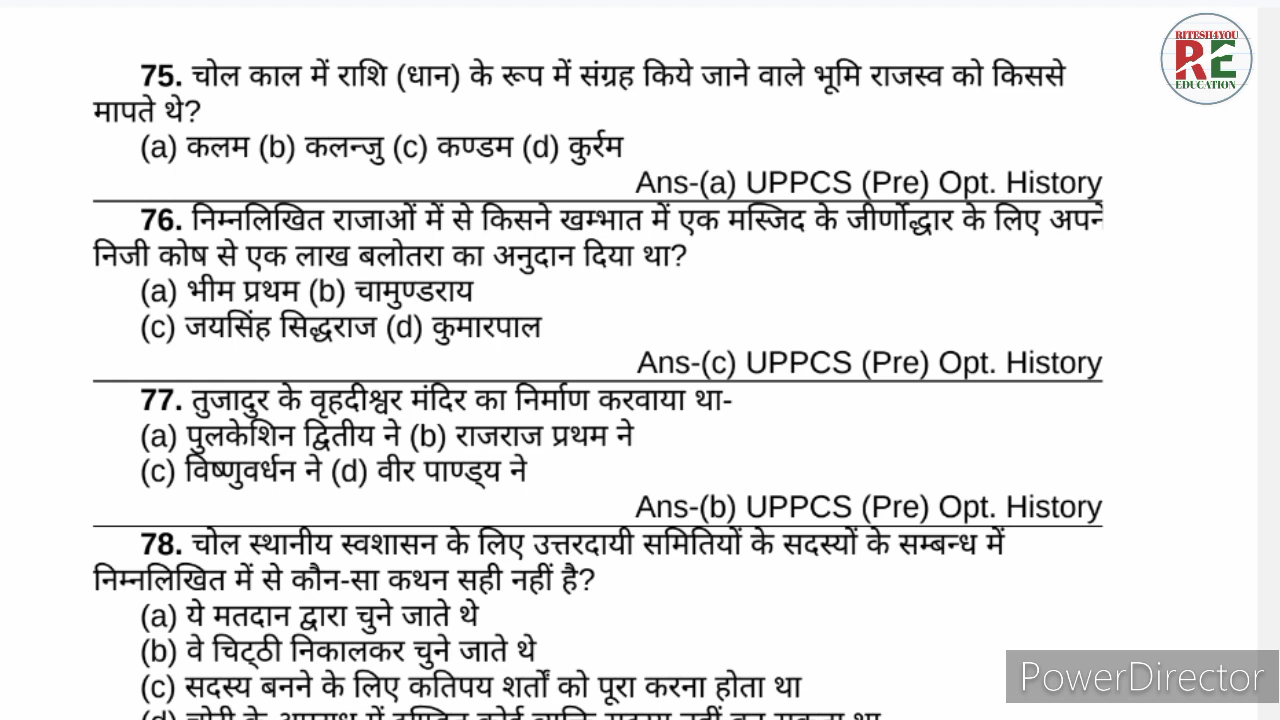 RITESH4YOU
RE
EDUCATION
75. चोल काल में राशि (धान) के रूप में संग्रह किये जाने वाले भूमि राजस्व को किससे
मापते थे?
(a) कलम (b) कलन्जु (c) कण्डम (d) कुर्रम
Ans-(a) UPPCS (Pre) Opt. History
76. निम्नलिखित राजाओं में से किसने खम्भात में एक मस्जिद के जीर्णोद्धार के लिए अपने
निजी कोष से एक लाख बलोतरा का अनुदान दिया था?
(a) भीम प्रथम (b) चामुण्डराय
(c) जयसिंह सिद्धराज (d) कुमारपाल
Ans-(c) UPPCS (Pre) Opt. History
77. तुजादुर के वृहदीश्वर मंदिर का निर्माण करवाया था-
(a) पुलकेशिन द्वितीय ने (b) राजराज प्रथम ने
(c) विष्णुवर्धन ने (d) वीर पाण्ड्य ने
Ans-(b) UPPCS (Pre) Opt. History
78. चोल स्थानीय स्वशासन के लिए उत्तरदायी समितियों के सदस्यों के सम्बन्ध में
निम्नलिखित में से कौन-सा कथन सही नहीं है?
(a) ये मतदान द्वारा चुने जाते थे
(b) वे चिट्ठी निकालकर चुने जाते थे
(c) सदस्य बनने के लिए कतिपय शर्तों को पूरा करना होता था
PowerDirector